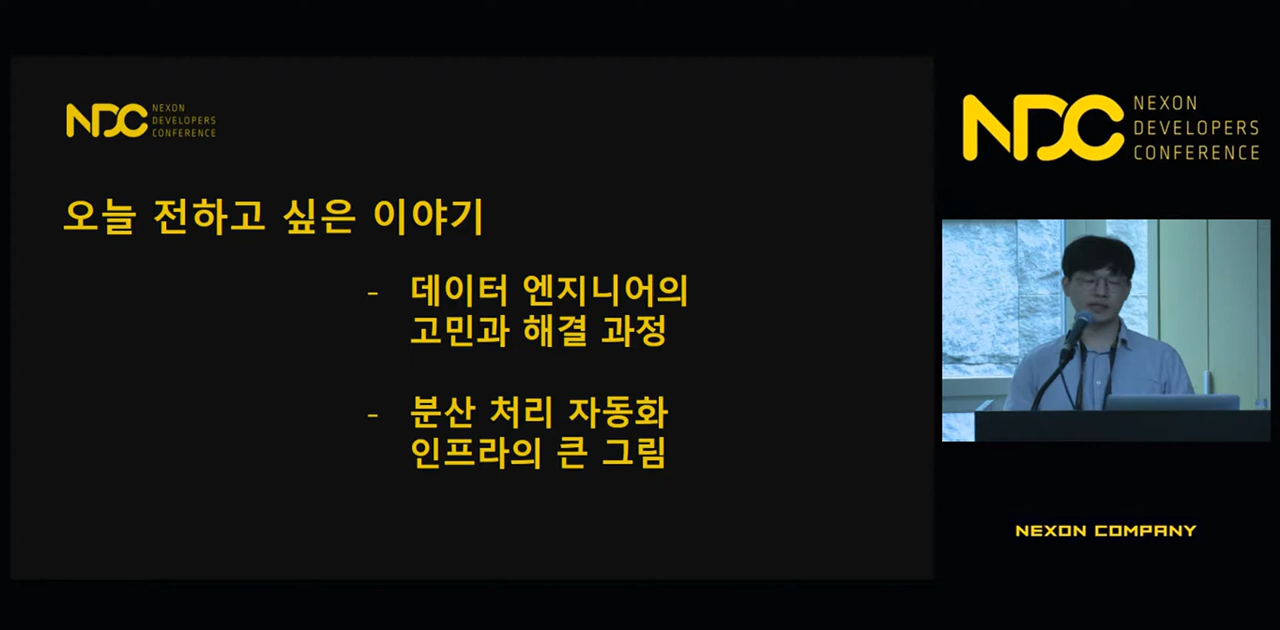 NDC NEXON
DEVELOPERS
CONFERENCE
오늘 전하고 싶은 이야기
- 데이터 엔지니어의
고민과 해결 과정
- 분산 처리 자동화
인프라의 큰 그림
NDC NEXON
DEVELOPERS
CONFERENCE
NEXON COMPANY